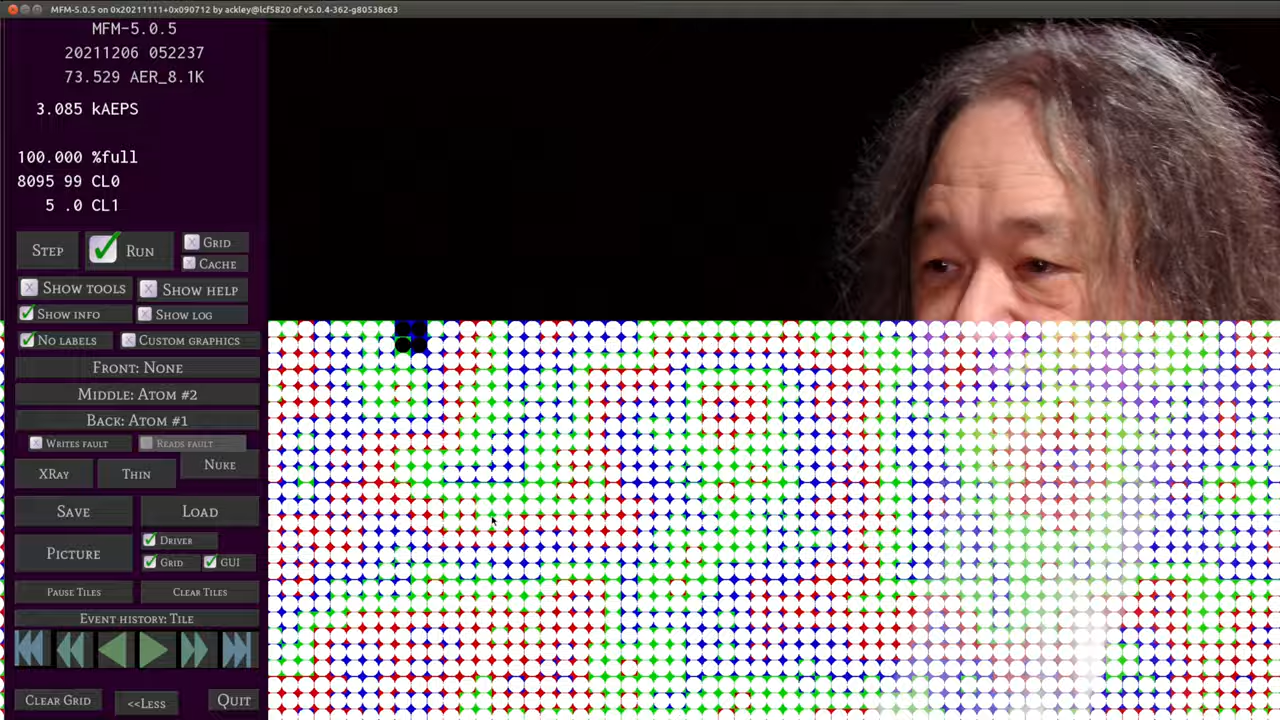 MFM-5.0.5 on 0x20211111+0x090712 by ackley@lcf5820 of v5.0.4-362-g80538c63
MFM-5.0.5
20211206 052237
73.529 AER_8.1K
3.085 kAEPS
100.000 %full
8095 99 CL0
5 .0 CL1
Step Run Grid
Cache
Show tools Show help
Show info Show log
No labels Custom graphics
Front: None
Middle: Atom #2
Back: Atom #1
Writes fault Reads fault
XRay Thin Nuke
Save Load
Picture Driver
Grid GUI
Pause Tiles Clear Tiles
Event history: Tile
Clear Grid <<Less Quit